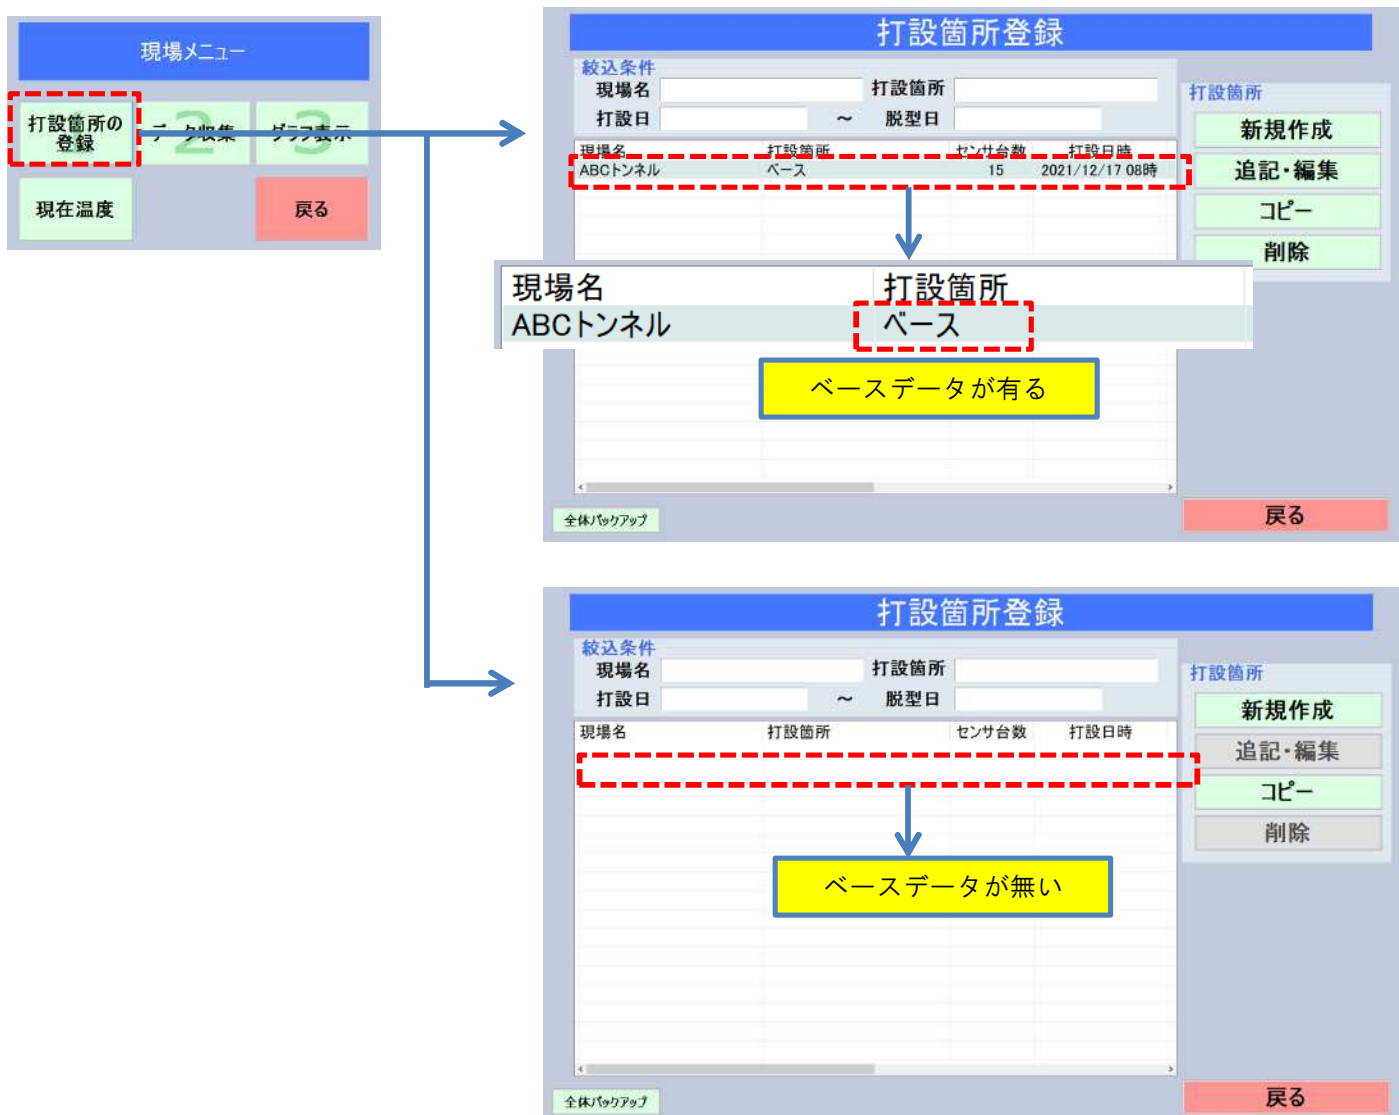 現場メニュー
打設箇所の
登録
データ収集
2
グラフ表示
3
現在温度
戻る
打設箇所登録
絞込条件
現場名
打設箇所
打設日
~
脱型日
現場名 打設箇所 センサ台数 打設日時
ABCトンネル ベース 15 2021/12/17 08時
打設箇所
新規作成
追記・編集
コピー
削除
現場名 打設箇所
ABCトンネル ベース
ベースデータが有る
全体バックアップ
戻る
打設箇所登録
絞込条件
現場名
打設箇所
打設日
~
脱型日
現場名 打設箇所 センサ台数 打設日時
打設箇所
新規作成
追記・編集
コピー
削除
ベースデータが無い
全体バックアップ
戻る